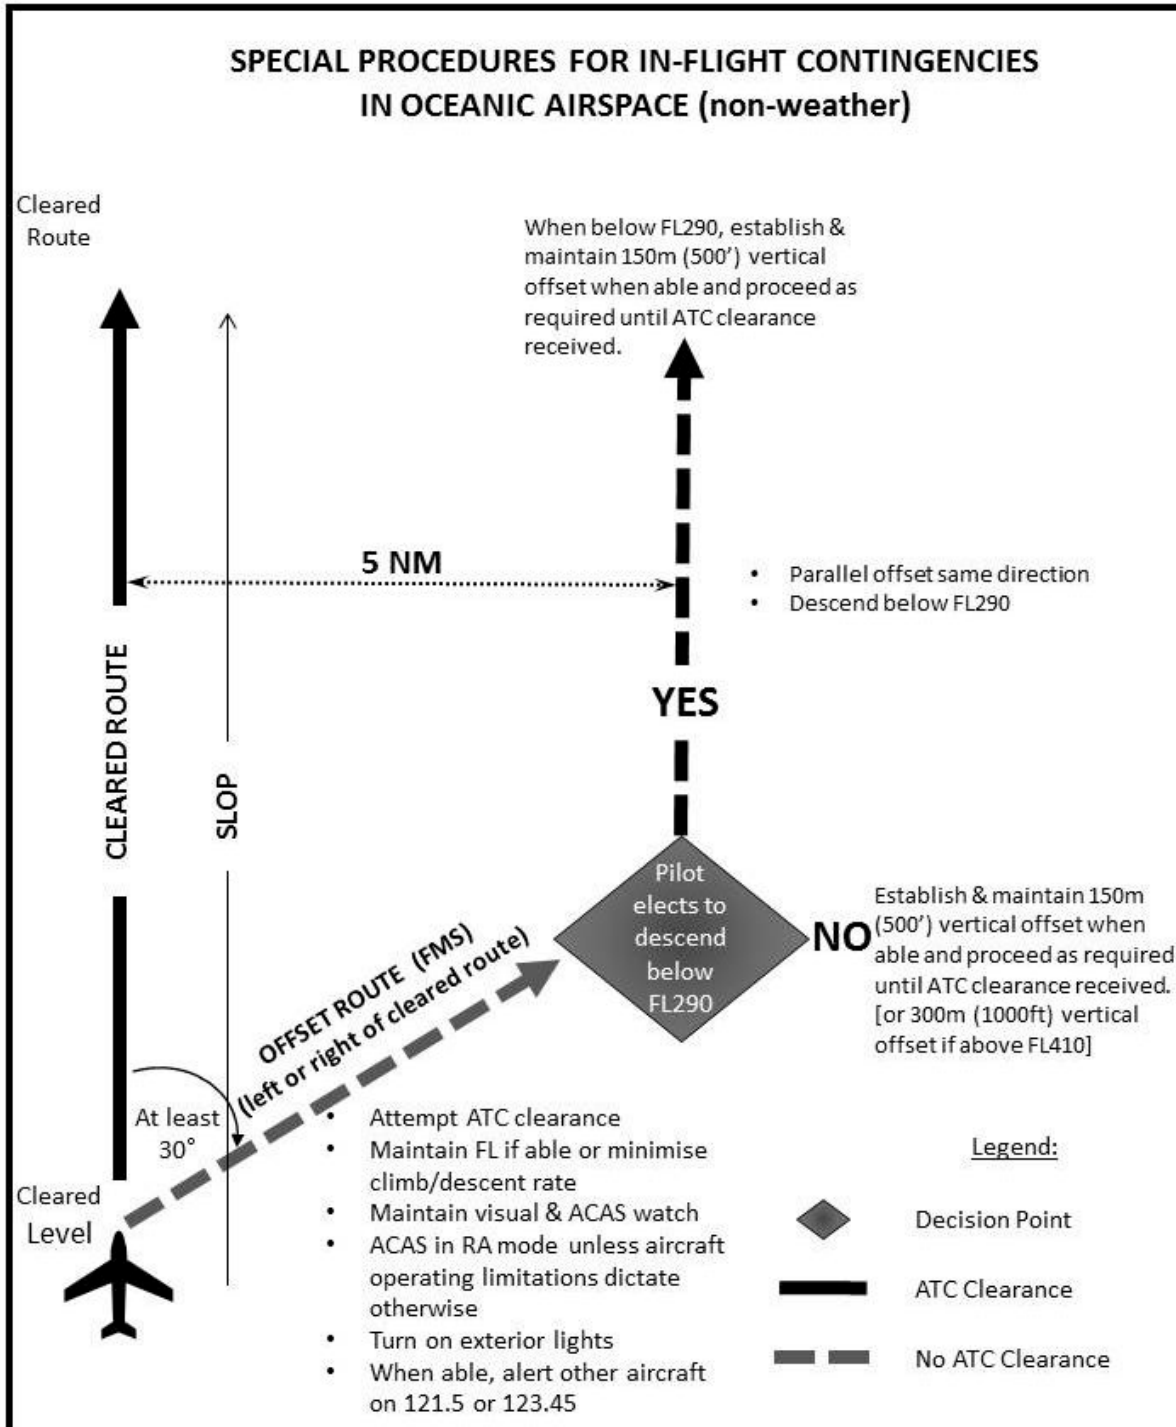 SPECIAL PROCEDURES FOR IN-FLIGHT CONTINGENCIES
IN OCEANIC AIRSPACE (non-weather)
Cleared
Route
When below FL290, establish &
maintain 150m (500') vertical
offset when able and proceed as
required until ATC clearance
received.
5 NM
• Parallel offset same direction
• Descend below FL290
CLEARED ROUTE
SLOP
YES
Pilot
elects to
descend
below
FL290
NO
Establish & maintain 150m
(500') vertical offset when
able and proceed as required
until ATC clearance received.
[or 300m (1000ft) vertical
offset if above FL410]
OFFSET ROUTE (FMS)
(left or right of cleared route)
At least
30°
Cleared
Level
• Attempt ATC clearance
• Maintain FL if able or minimise
climb/descent rate
• Maintain visual & ACAS watch
• ACAS in RA mode unless aircraft
operating limitations dictate
otherwise
• Turn on exterior lights
• When able, alert other aircraft
on 121.5 or 123.45
Legend:
Decision Point
ATC Clearance
No ATC Clearance